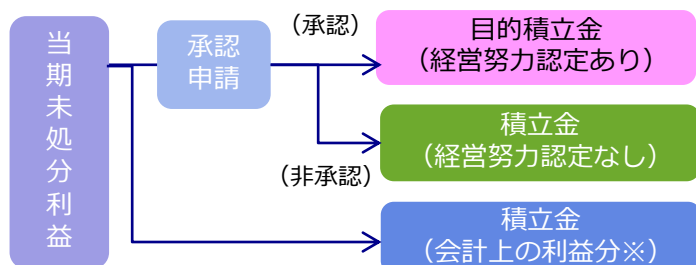 当期未処分利益
承認
申請
（承認）
目的積立金
（経営努力認定あり）
積立金
（経営努力認定なし）
（非承認）
積立金
（会計上の利益分※）